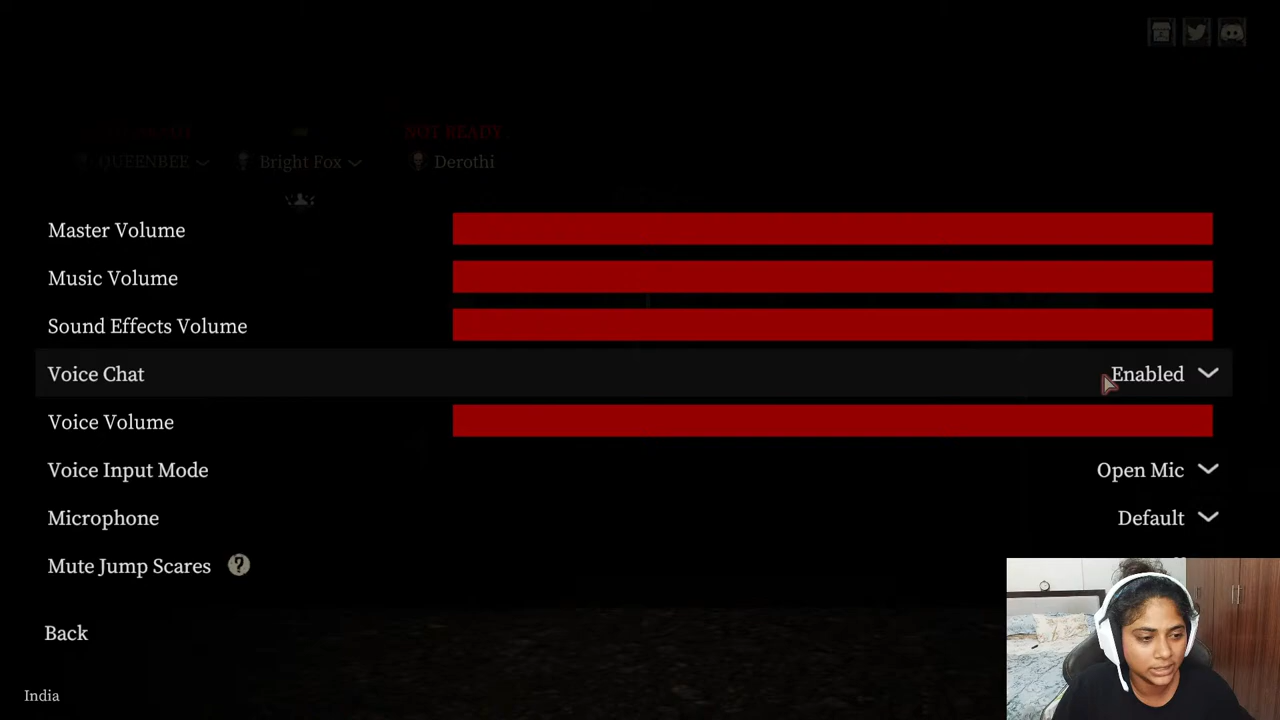 NOT READY
QUEENBEE
Bright Fox
Derothi
Master Volume
Music Volume
Sound Effects Volume
Voice Chat Enabled
Voice Volume
Voice Input Mode Open Mic
Microphone Default
Mute Jump Scares ?
Back
India